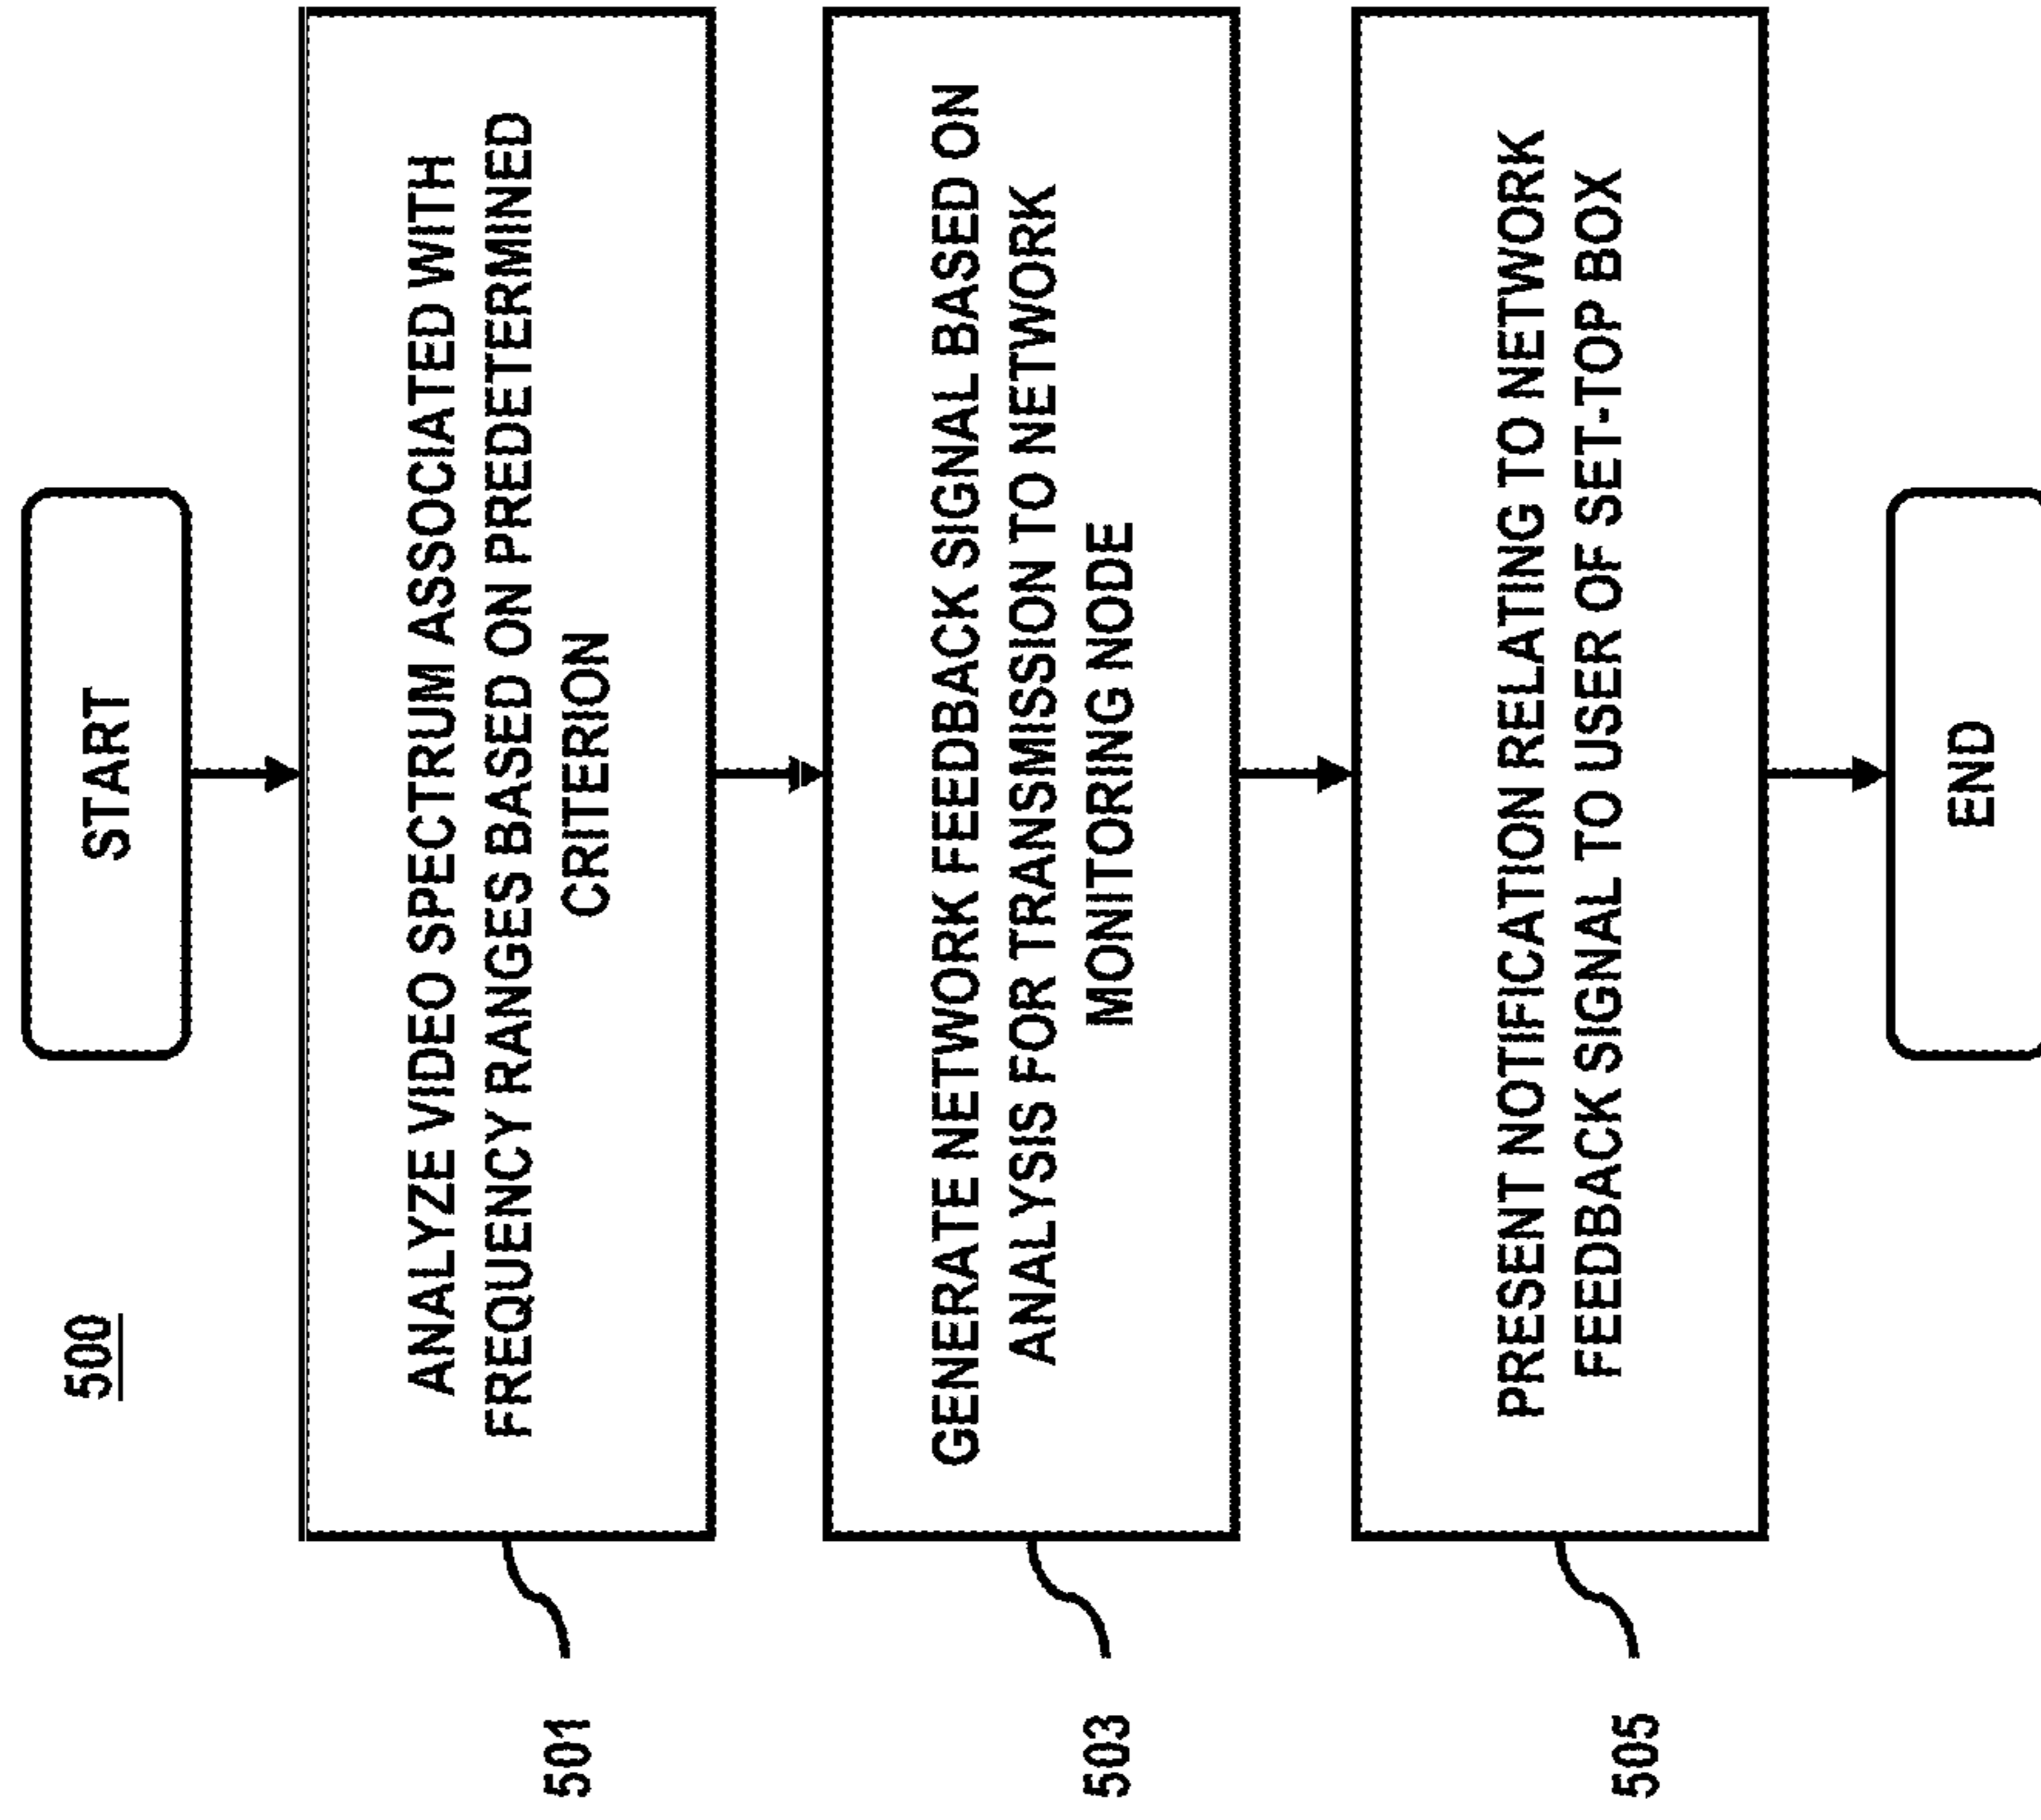 500
START
ANALYZE VIDEO SPECTRUM ASSOCIATED WITH
FREQUENCY RANGES BASED ON PREDETERMINED
CRITERION
501
GENERATE NETWORK FEEDBACK SIGNAL BASED ON
ANALYSIS FOR TRANSMISSION TO NETWORK
MONITORING NODE
503
PRESENT NOTIFICATION RELATING TO NETWORK
FEEDBACK SIGNAL TO USER OF SET-TOP BOX
505
END